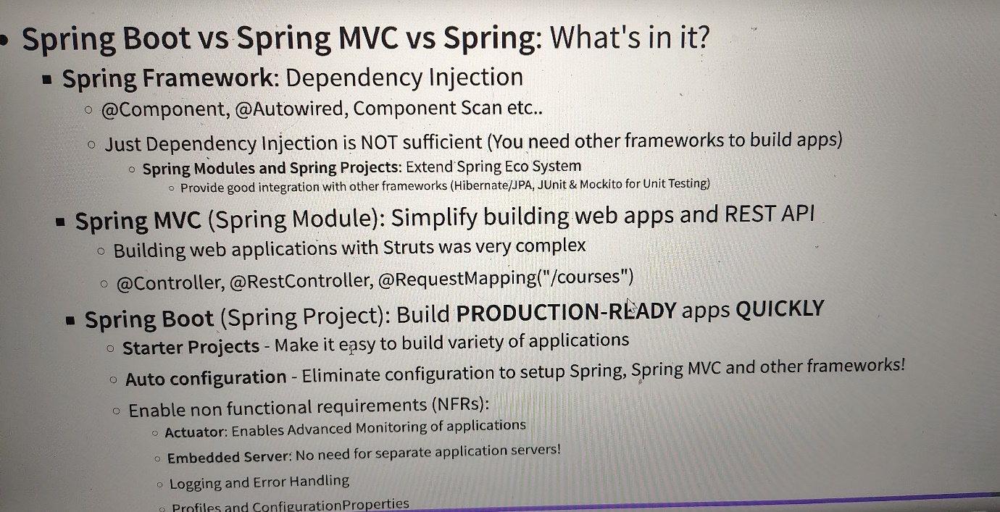 Spring Boot vs Spring MVC vs Spring: What's in it?
Spring Framework: Dependency Injection
@Component, @Autowired, Component Scan etc..
Just Dependency Injection is NOT sufficient (You need other frameworks to build apps)
Spring Modules and Spring Projects: Extend Spring Eco System
Provide good integration with other frameworks (Hibernate/JPA, JUnit & Mockito for Unit Testing)
Spring MVC (Spring Module): Simplify building web apps and REST API
Building web applications with Struts was very complex
@Controller, @RestController, @RequestMapping("/courses")
Spring Boot (Spring Project): Build PRODUCTION-READY apps QUICKLY
Starter Projects - Make it easy to build variety of applications
Auto configuration - Eliminate configuration to setup Spring, Spring MVC and other frameworks!
Enable non functional requirements (NFRs):
Actuator: Enables Advanced Monitoring of applications
Embedded Server: No need for separate application servers!
Logging and Error Handling
Profiles and ConfigurationProperties